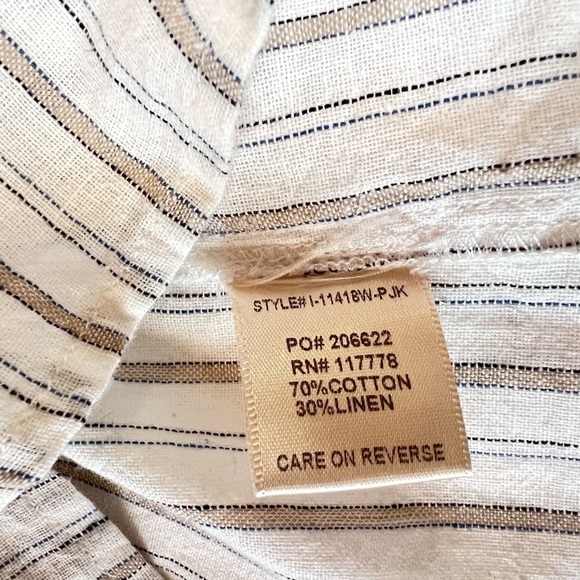 STYLE# I-11418W-PJK
PO# 206622
RN# 117778
70%COTTON
30%LINEN
CARE ON REVERSE